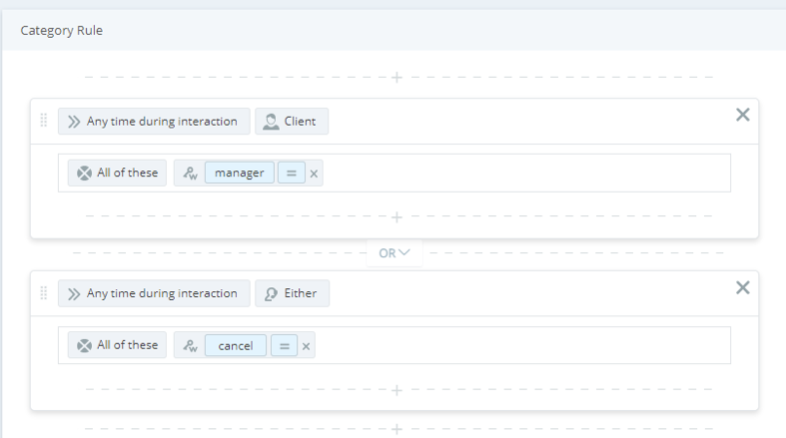 Category Rule
Any time during interaction Client
All of these W manager =
OR
Any time during interaction Either
All of these W cancel =